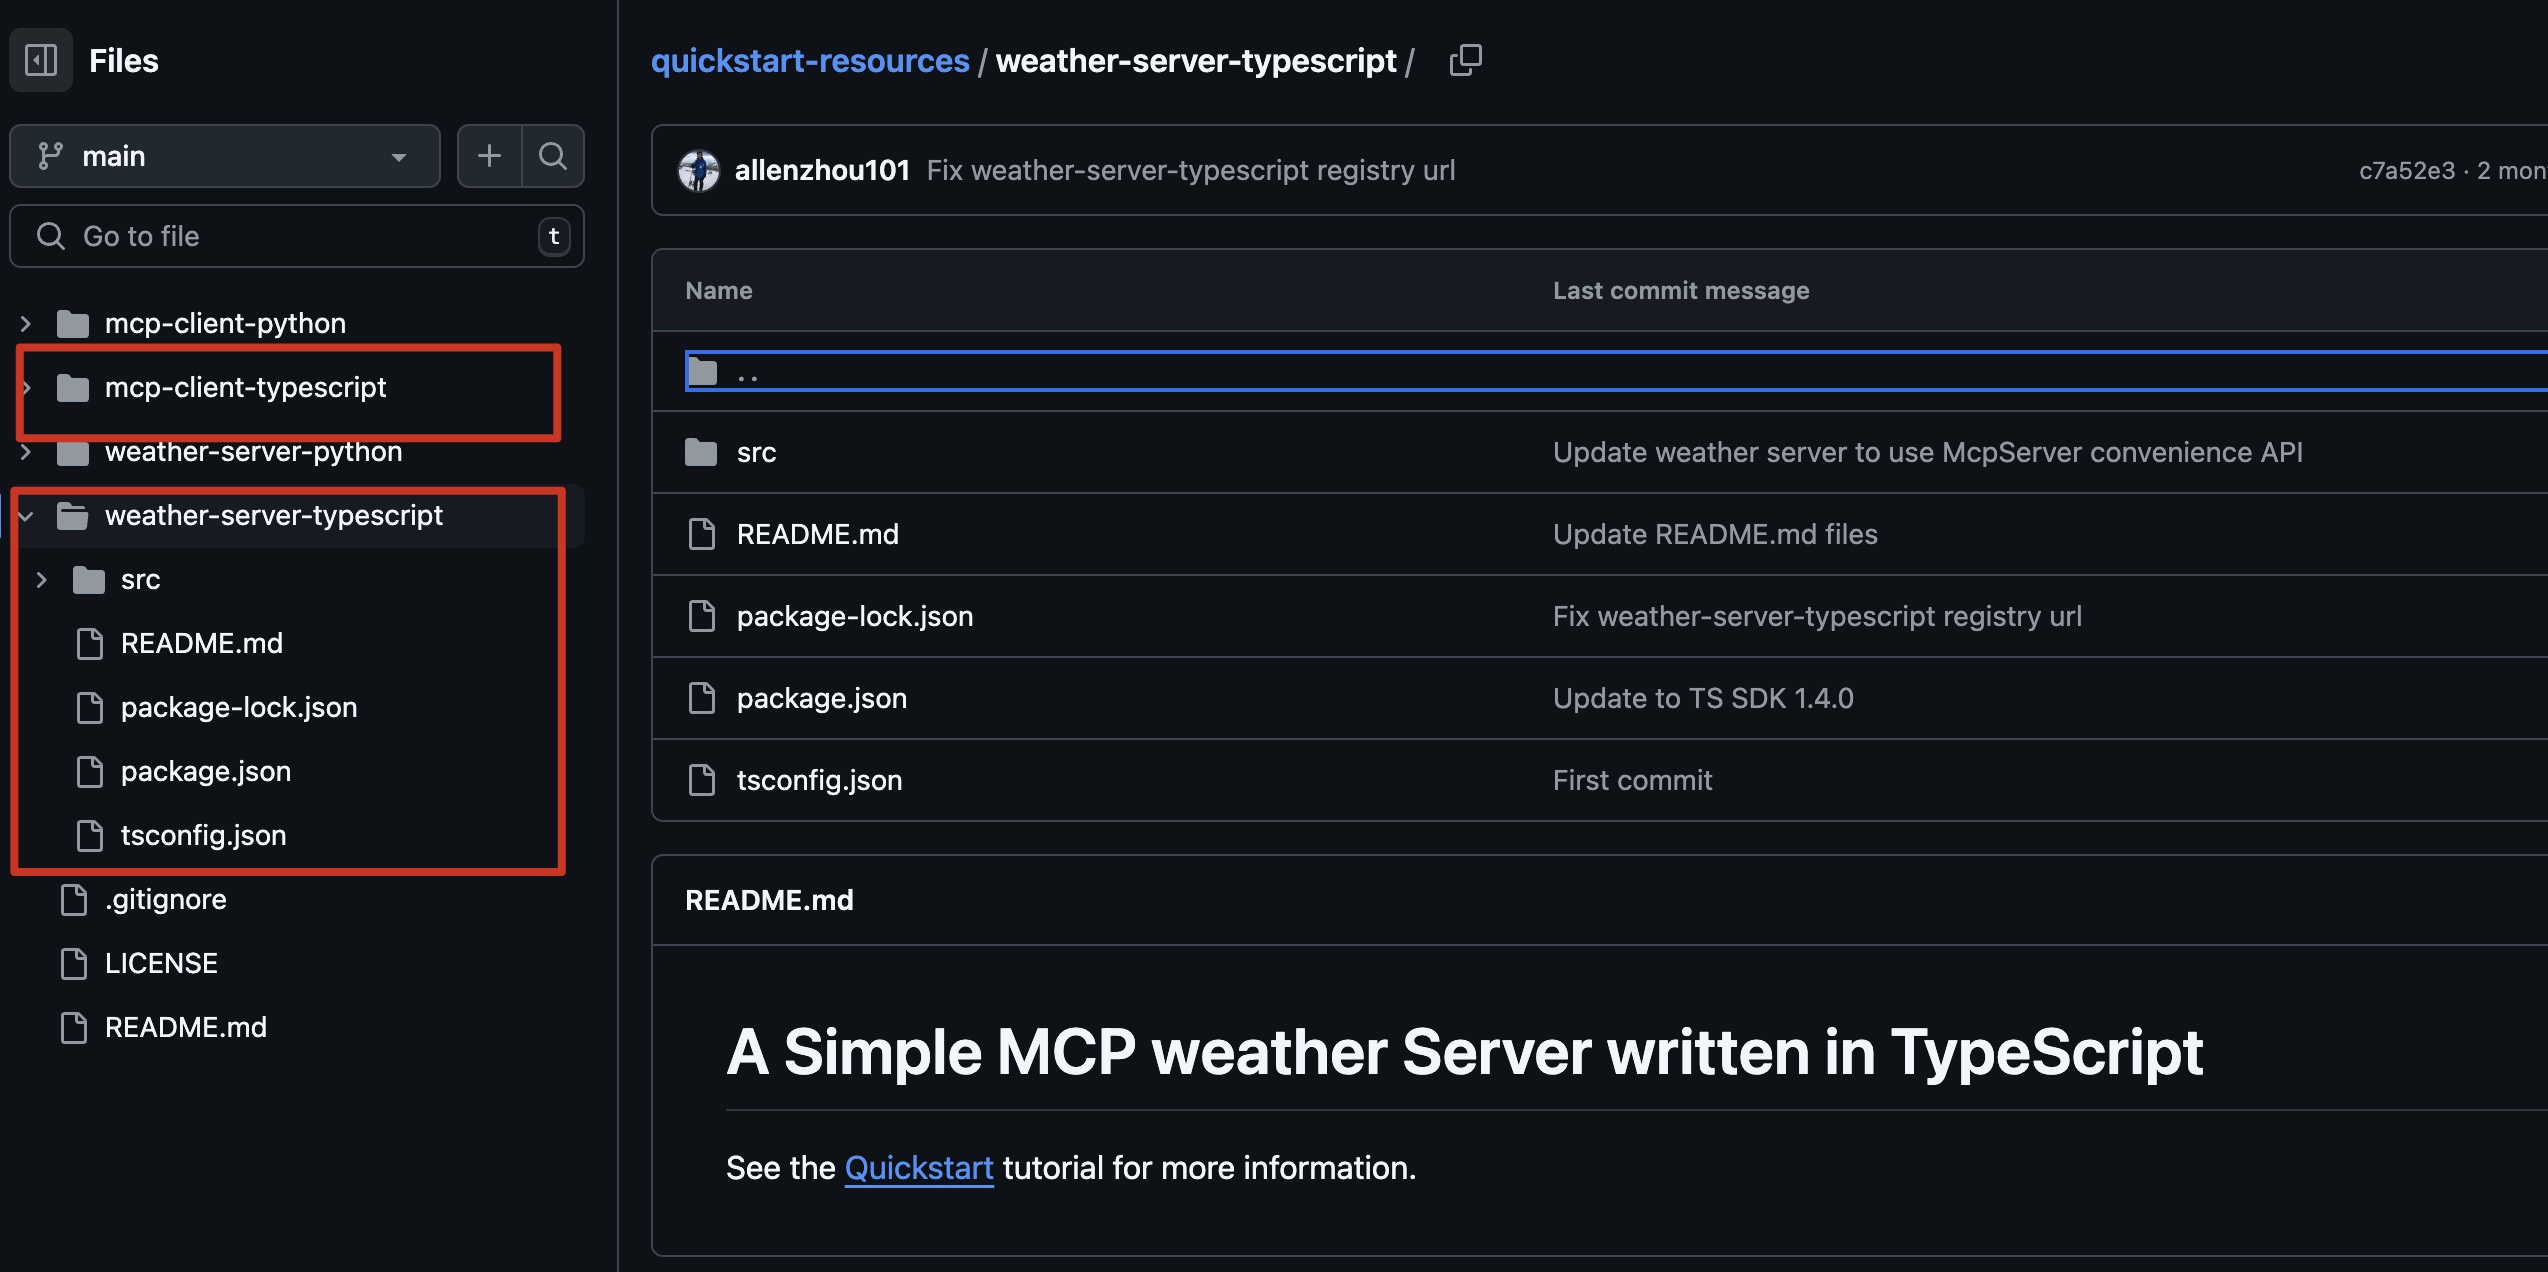 Files
main
Go to file
t
mcp-client-python
mcp-client-typescript
weather-server-python
weather-server-typescript
src
README.md
package-lock.json
package.json
tsconfig.json
.gitignore
LICENSE
README.md
quickstart-resources / weather-server-typescript /
allenzhou101 Fix weather-server-typescript registry url c7a52e3 · 2 mon
Name Last commit message
..
src Update weather server to use McpServer convenience API
README.md Update README.md files
package-lock.json Fix weather-server-typescript registry url
package.json Update to TS SDK 1.4.0
tsconfig.json First commit
README.md
A Simple MCP weather Server written in TypeScript
See the Quickstart tutorial for more information.